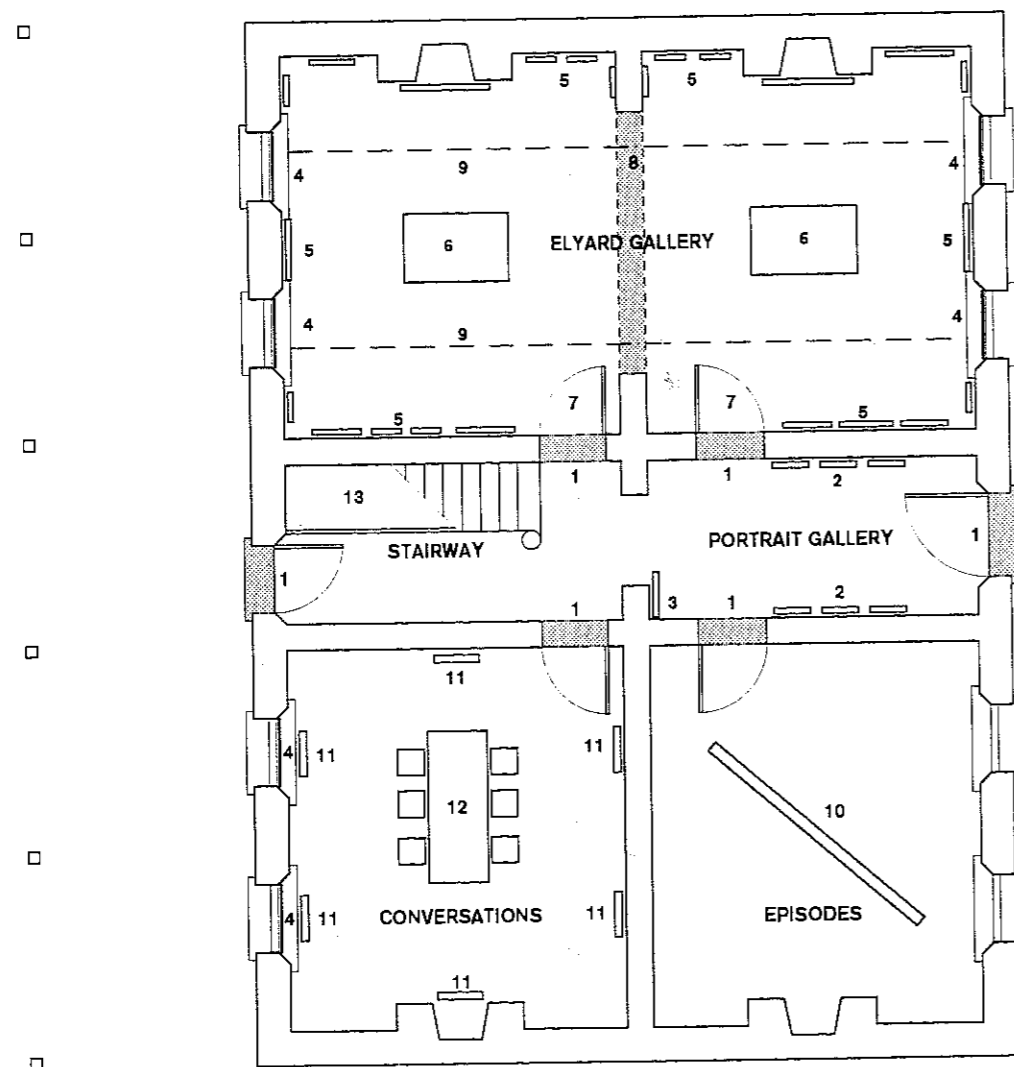 5 5
4 9 8 4
5 6 ELYARD GALLERY 6 5
4 9 4
7 7
5 5
13 1 1 2
STAIRWAY PORTRAIT GALLERY 1
1
1 3 1 2
11
4 11 11
12 10
4 11 CONVERSATIONS 11 EPISODES
11